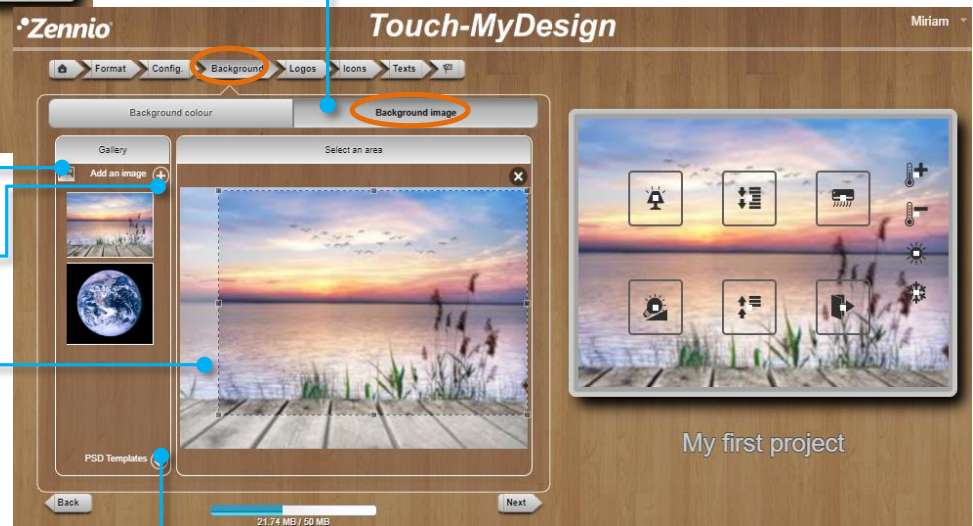 Zennio
Touch-MyDesign
Miriam
Format
Config.
Background
Logos
Icons
Texts
Background colour
Background image
Gallery
Select an area
Add an image
PSD Templates
My first project
Back
Next
21.74 MB / 50 MB